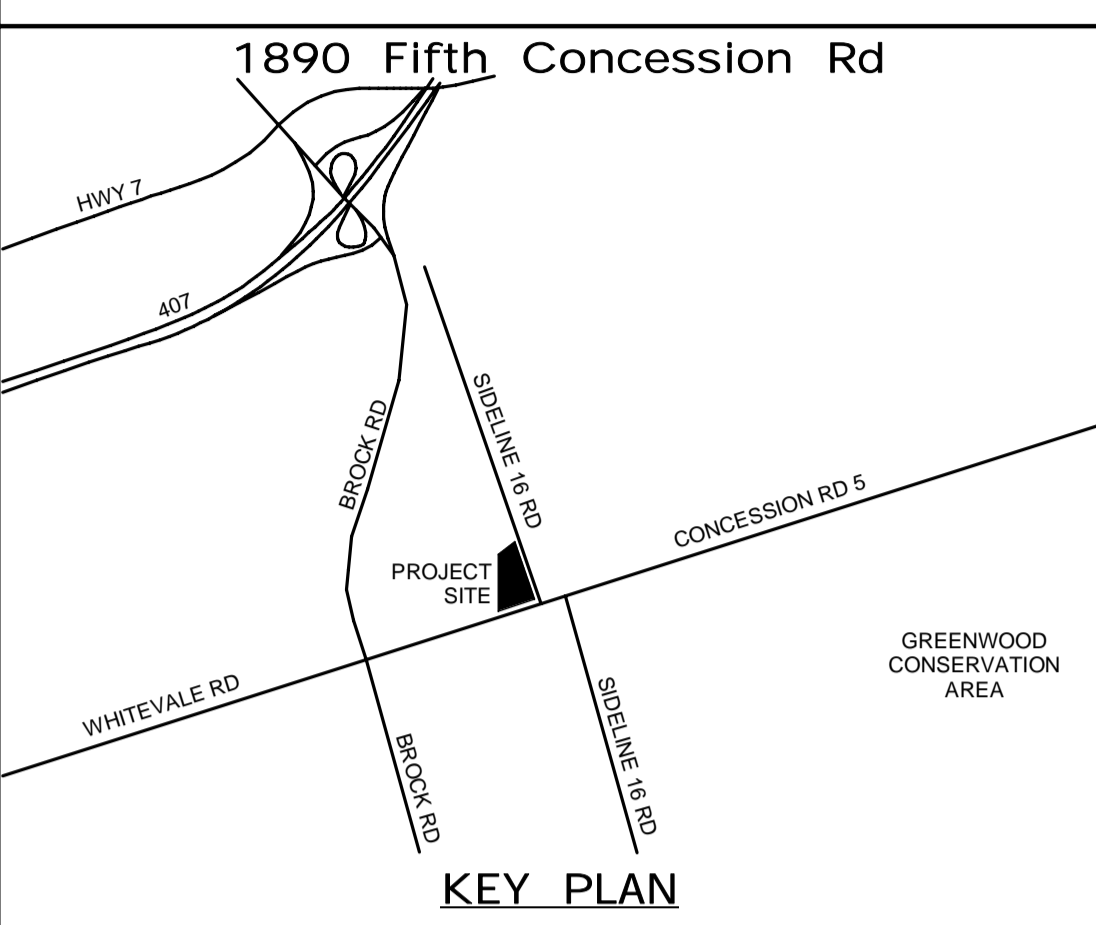 1890 Fifth Concession Rd
HWY 7
407
SIDELINE 16 RD
BROCK RD
CONCESSION RD 5
PROJECT
SITE
GREENWOOD
CONSERVATION
AREA
WHITEVALE RD
SIDELINE 16 RD
BROCK RD
KEY PLAN